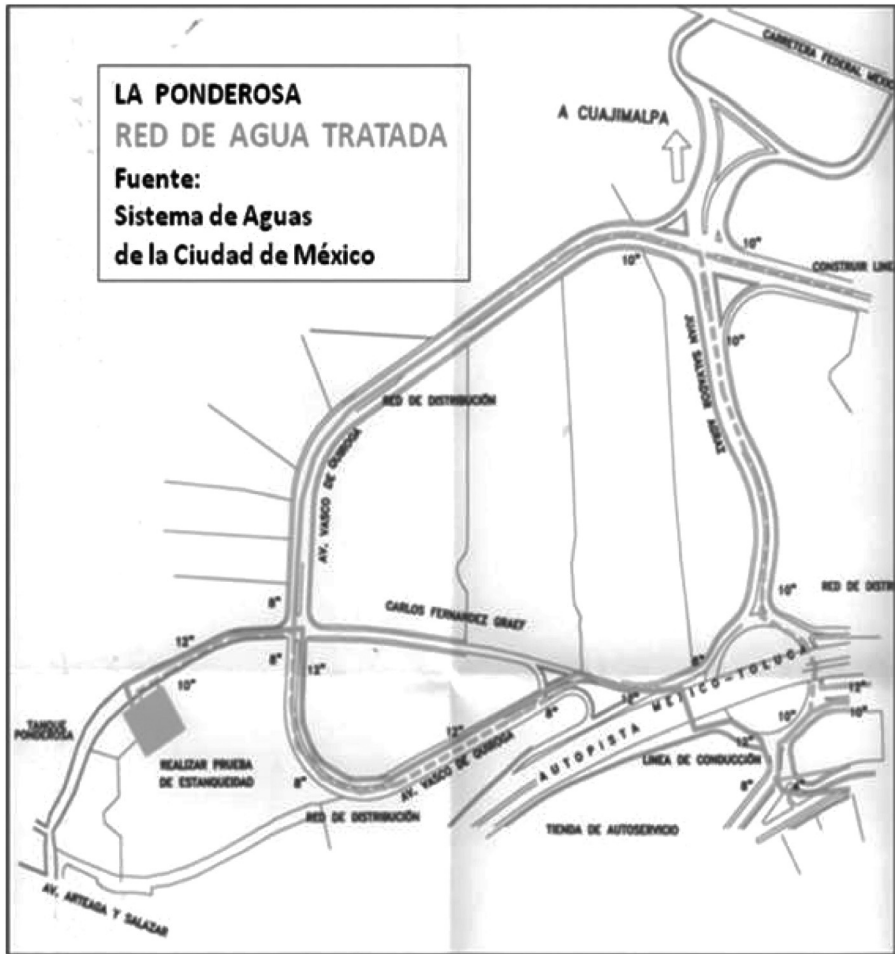 LA PONDEROSA
RED DE AGUA TRATADA
Fuente:
Sistema de Aguas
de la Ciudad de México
CARRETERA FEDERAL MEXIC
A CUAJIMALPA
10"
10"
CONSTRUIR LINE
JUAN SALVADOR AGRAZ
10"
RED DE DISTRIBUCIÓN
AV. VASCO DE QUIROGA
10"
RED DE DISTR
8"
CARLOS FERNANDEZ GRAEF
12"
8"
12"
10"
8"
12"
12"
10"
10"
TANQUE
PONDEROSA
12"
8"
AUTOPISTA MEXICO-TOLUCA
12"
REALIZAR PRUEBA
DE ESTANQUEIDAD
8"
AV. VASCO DE QUIROGA
LINEA DE CONDUCCIÓN
8"
RED DE DISTRIBUCIÓN
TIENDA DE AUTOSERVICIO
AV. ARTEAGA Y SALAZAR